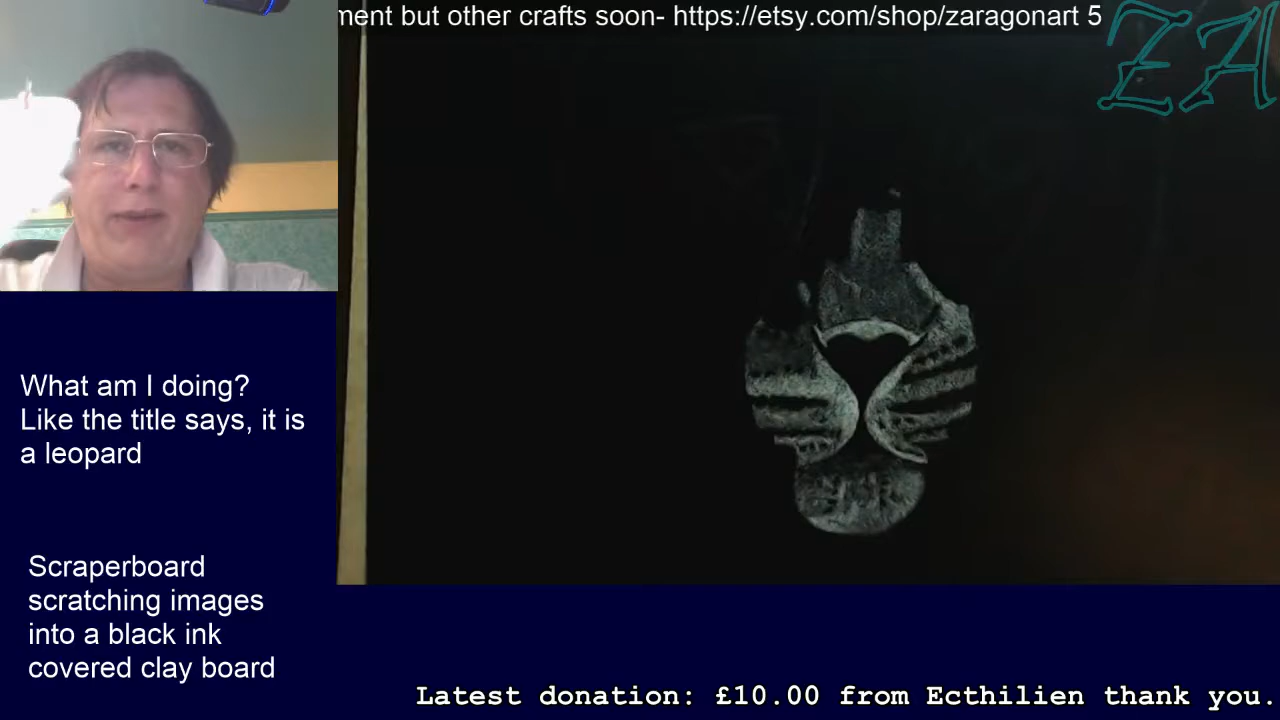 ment but other crafts soon- https://etsy.com/shop/zaragonart 5
ZA
What am I doing?
Like the title says, it is
a leopard
Scraperboard
scratching images
into a black ink
covered clay board
Latest donation: £10.00 from Ecthilien thank you.